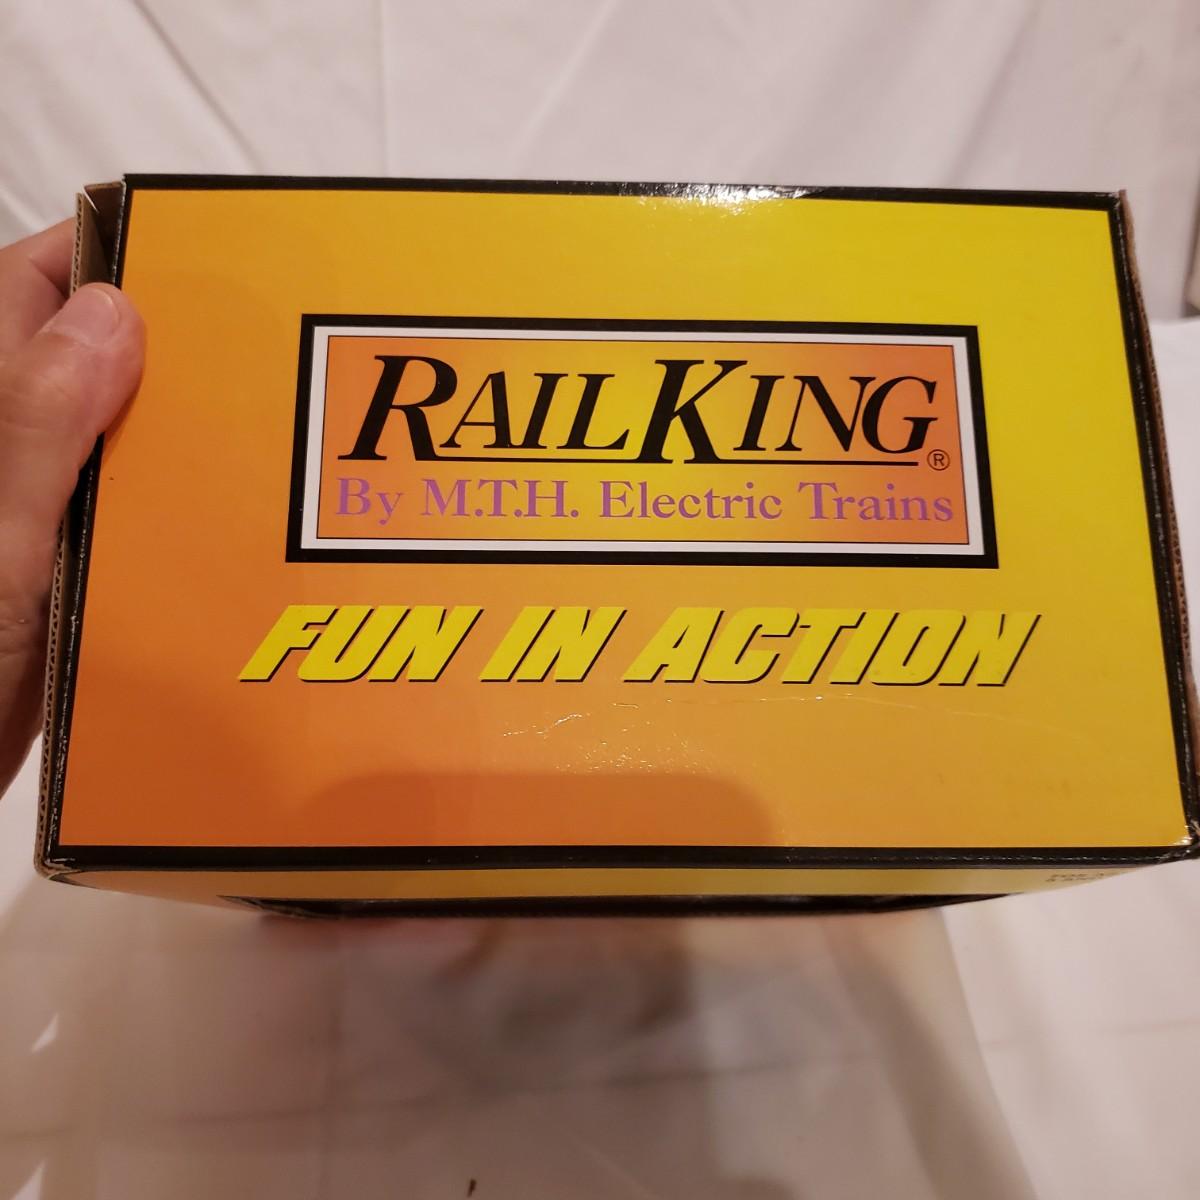 RAILKING®
By M.T.H. Electric Trains
FUN IN ACTION